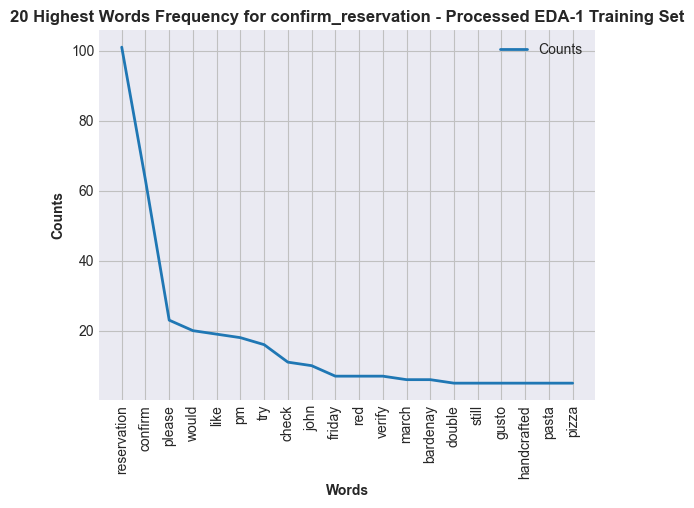 20 Highest Words Frequency for confirm_reservation - Processed EDA-1 Training Set
Counts
100
80
60
40
20
Counts
reservation
confirm
please
would
like
pm
try
check
john
friday
red
verify
march
bardenay
double
still
gusto
handcrafted
pasta
pizza
Words